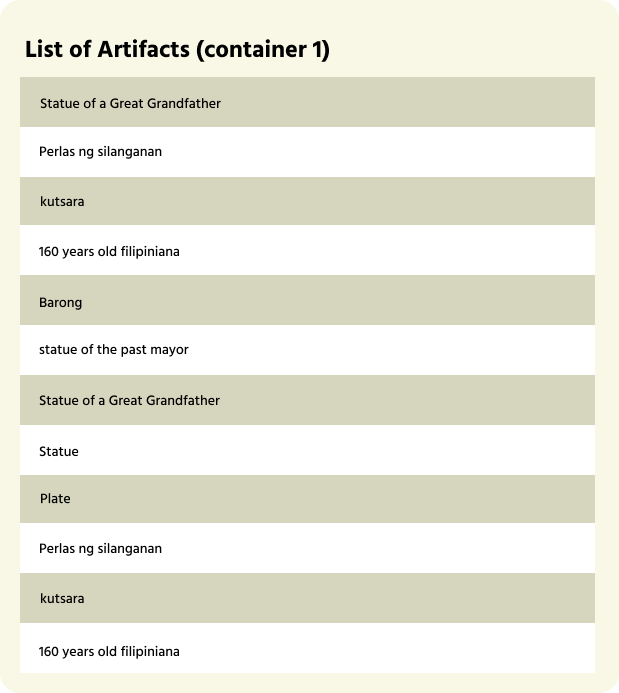 List of Artifacts (container 1)
Statue of a Great Grandfather
Perlas ng silanganan
kutsara
160 years old filipiniana
Barong
statue of the past mayor
Statue of a Great Grandfather
Statue
Plate
Perlas ng silanganan
kutsara
160 years old filipiniana